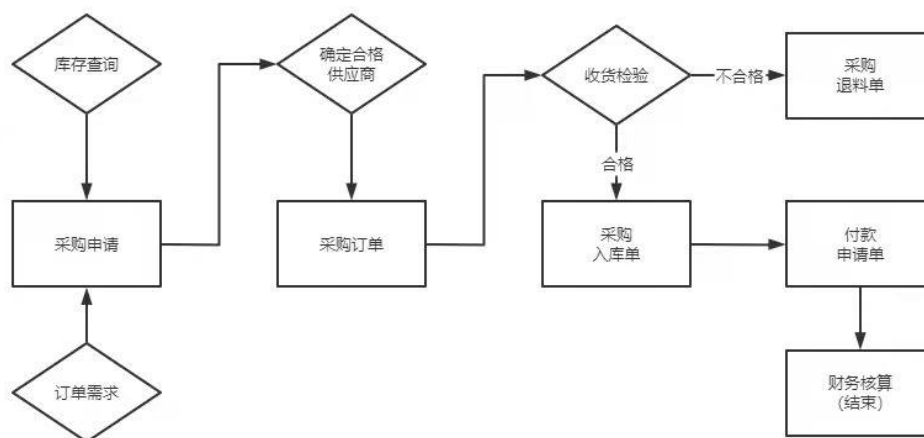 库存查询
确定合格
供应商
收货检验
不合格
采购
退料单
合格
采购申请
采购订单
采购
入库单
付款
申请单
订单需求
财务核算
(结束)